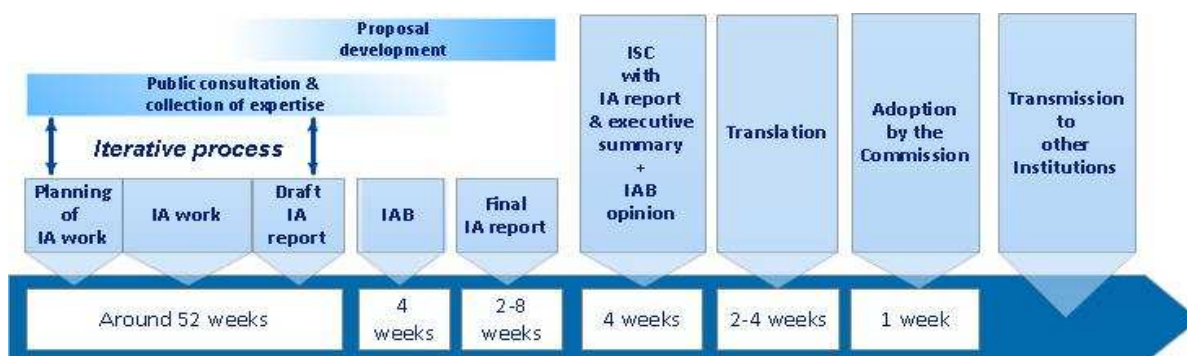 Proposal
development
Public consultation &
collection of expertise
Iterative process
Planning
of
IA work
IA work
Draft
IA
report
IAB
Final
IA report
ISC
with
IA report
& executive
summary
+
IAB
opinion
Translation
Adoption
by the
Commission
Transmission
to
other
Institutions
Around 52 weeks
4
weeks
2-8
weeks
4 weeks
2-4 weeks
1 week